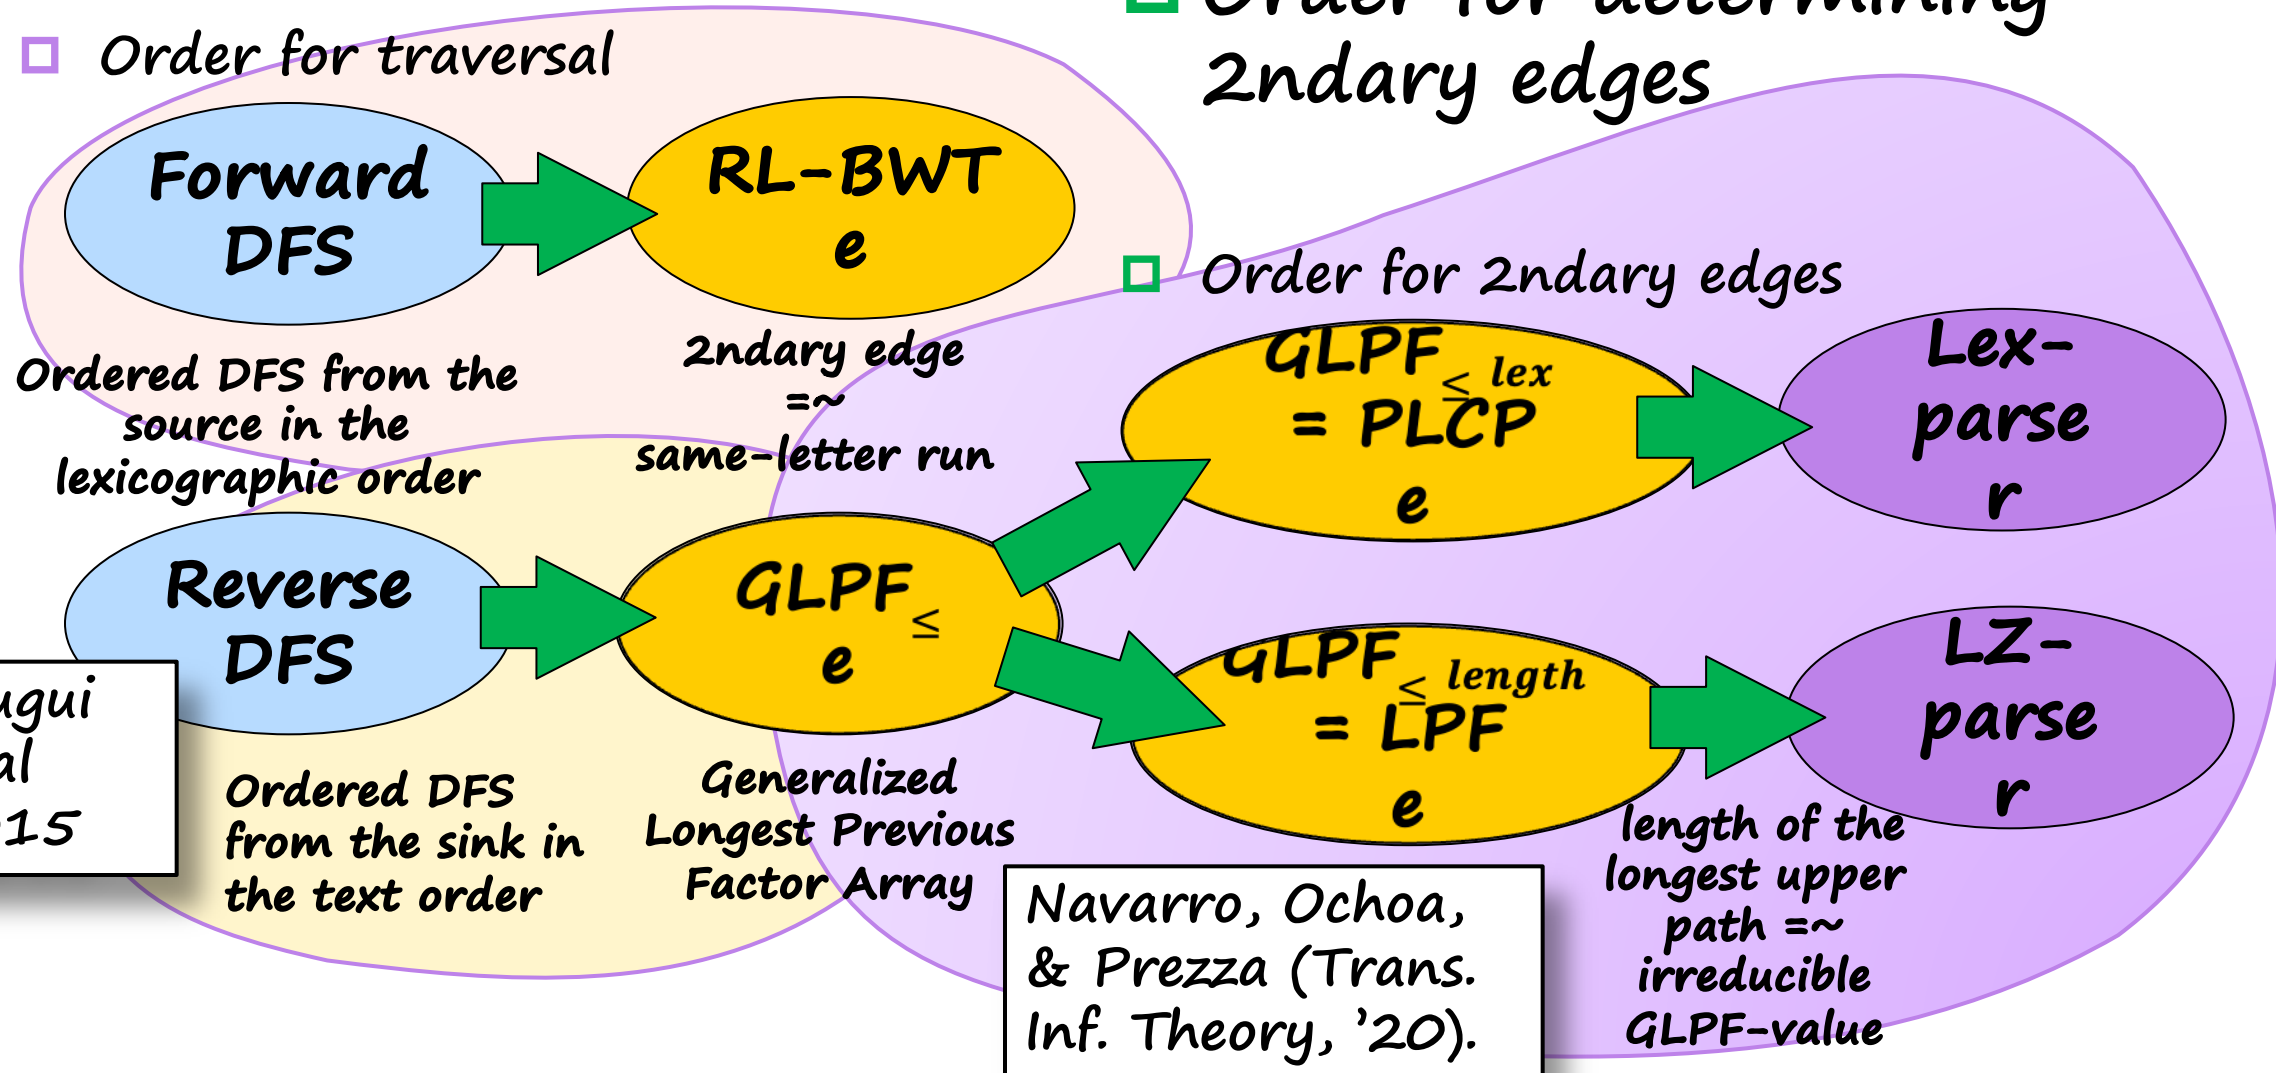 Order for determining
2ndary edges
Order for traversal
Forward
DFS
RL-BWT
e
Ordered DFS from the
source in the
lexicographic order
2ndary edge
=~
same-letter run
Order for 2ndary edges
GLPF≤ lex
= PLCP
e
Lex-
parse
r
Reverse
DFS
GLPF≤
e
GLPF≤ length
= LPF
e
LZ-
parse
r
Ordered DFS
from the sink in
the text order
Generalized
Longest Previous
Factor Array
Navarro, Ochoa,
& Prezza (Trans.
Inf. Theory, ’20).
length of the
longest upper
path =~
irreducible
GLPF-value